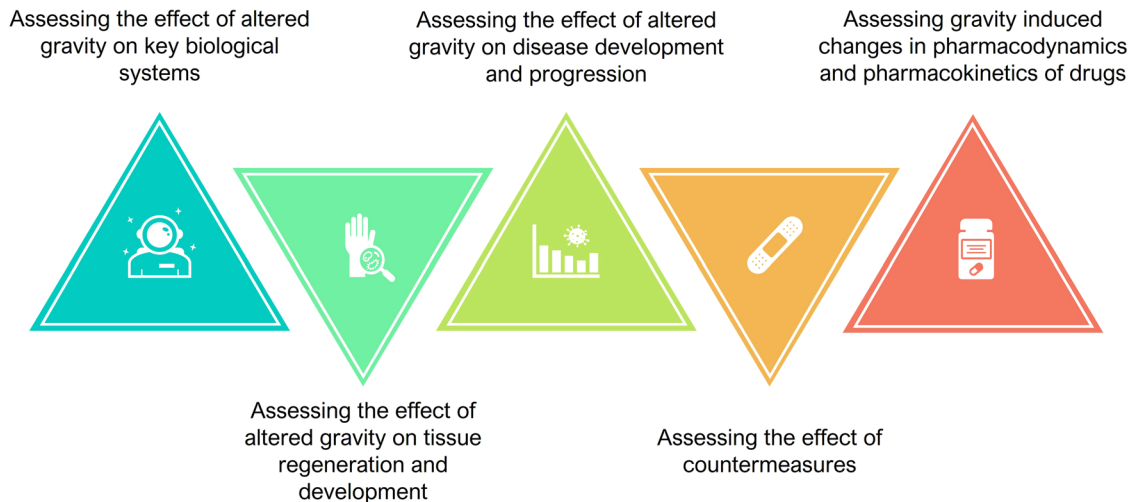 Assessing the effect of altered
gravity on key biological
systems
Assessing the effect of
altered gravity on tissue
regeneration and
development
Assessing the effect of altered
gravity on disease development
and progression
Assessing the effect of
countermeasures
Assessing gravity induced
changes in pharmacodynamics
and pharmacokinetics of drugs